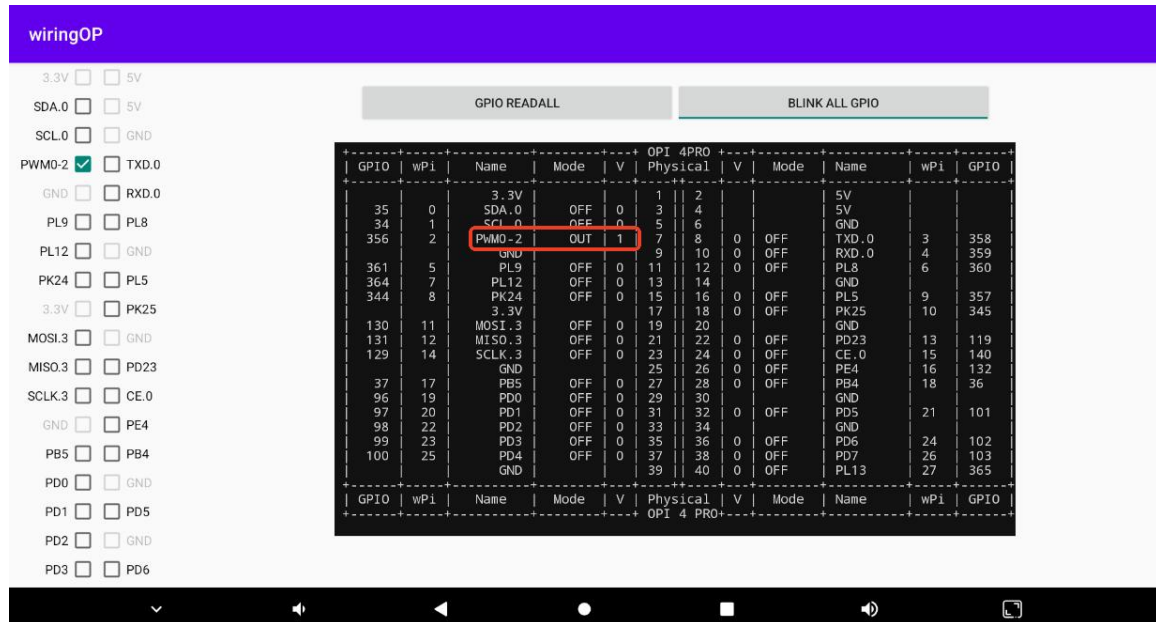 wiringOP
3.3V 5V
SDA.0 5V
SCL.0 GND
PWM0-2 TXD.0
GND RXD.0
PL9 PL8
PL12 GND
PK24 PL5
3.3V PK25
MOSI.3 GND
MISO.3 PD23
SCLK.3 CE.0
GND PE4
PB5 PB4
PD0 GND
PD1 PD5
PD2 GND
PD3 PD6
GPIO READALL BLINK ALL GPIO
+------+-----+----------+--------+---+ OPI 4PRO +---+--------+----------+-----+------+
| GPIO | wPi | Name | Mode | V | Physical | V | Mode | Name | wPi | GPIO |
+------+-----+----------+--------+---+----++----+---+--------+----------+-----+------+
| | | 3.3V | | | 1 || 2 | | | 5V | | |
| 35 | 0 | SDA.0 | OFF | 0 | 3 || 4 | | | 5V | | |
| 34 | 1 | SCL.0 | OFF | 0 | 5 || 6 | | | GND | | |
| 356 | 2 | PWM0-2 | OUT | 1 | 7 || 8 | 0 | OFF | TXD.0 | 3 | 358 |
| | | GND | | | 9 || 10 | 0 | OFF | RXD.0 | 4 | 359 |
| 361 | 5 | PL9 | OFF | 0 | 11 || 12 | 0 | OFF | PL8 | 6 | 360 |
| 364 | 7 | PL12 | OFF | 0 | 13 || 14 | | | GND | | |
| 344 | 8 | PK24 | OFF | 0 | 15 || 16 | 0 | OFF | PL5 | 9 | 357 |
| | | 3.3V | | | 17 || 18 | 0 | OFF | PK25 | 10 | 345 |
| 130 | 11 | MOSI.3 | OFF | 0 | 19 || 20 | | | GND | | |
| 131 | 12 | MISO.3 | OFF | 0 | 21 || 22 | 0 | OFF | PD23 | 13 | 119 |
| 129 | 14 | SCLK.3 | OFF | 0 | 23 || 24 | 0 | OFF | CE.0 | 15 | 140 |
| | | GND | | | 25 || 26 | 0 | OFF | PE4 | 16 | 132 |
| 37 | 17 | PB5 | OFF | 0 | 27 || 28 | 0 | OFF | PB4 | 18 | 36 |
| 96 | 19 | PD0 | OFF | 0 | 29 || 30 | | | GND | | |
| 97 | 20 | PD1 | OFF | 0 | 31 || 32 | 0 | OFF | PD5 | 21 | 101 |
| 98 | 22 | PD2 | OFF | 0 | 33 || 34 | | | GND | | |
| 99 | 23 | PD3 | OFF | 0 | 35 || 36 | 0 | OFF | PD6 | 24 | 102 |
| 100 | 25 | PD4 | OFF | 0 | 37 || 38 | 0 | OFF | PD7 | 26 | 103 |
| | | GND | | | 39 || 40 | 0 | OFF | PL13 | 27 | 365 |
+------+-----+----------+--------+---+----++----+---+--------+----------+-----+------+
| GPIO | wPi | Name | Mode | V | Physical | V | Mode | Name | wPi | GPIO |
+------+-----+----------+--------+---+ OPI 4 PRO+---+--------+----------+-----+------+